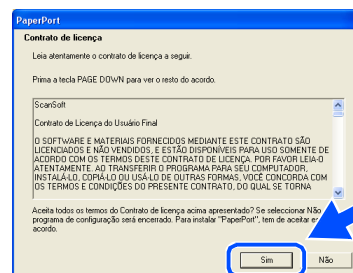 PaperPort
Contrato de licença
Leia atentamente o contrato de licença a seguir.
Prima a tecla PAGE DOWN para ver o resto do acordo.
ScanSoft
Contrato de Licença do Usuário Final
O SOFTWARE E MATERIAIS FORNECIDOS MEDIANTE ESTE CONTRATO SÃO
LICENCIADOS E NÃO VENDIDOS, E ESTÃO DISPONÍVEIS PARA USO SOMENTE DE
ACORDO COM OS TERMOS DESTE CONTRATO DE LICENÇA. POR FAVOR LEIA-O
ATENTAMENTE. AO TRANSFERIR O PROGRAMA PARA SEU COMPUTADOR,
INSTALÁ-LO, COPIÁ-LO OU USÁ-LO DE OUTRAS FORMAS, VOCÊ CONCORDA COM
OS TERMOS E CONDIÇÕES DO PRESENTE CONTRATO, DO QUAL SE TORNA
Aceita todos os termos do Contrato de licença acima apresentado? Se seleccionar Não
programa de configuração será encerrado. Para instalar "PaperPort", tem de aceitar
acordo.
Sim
Não